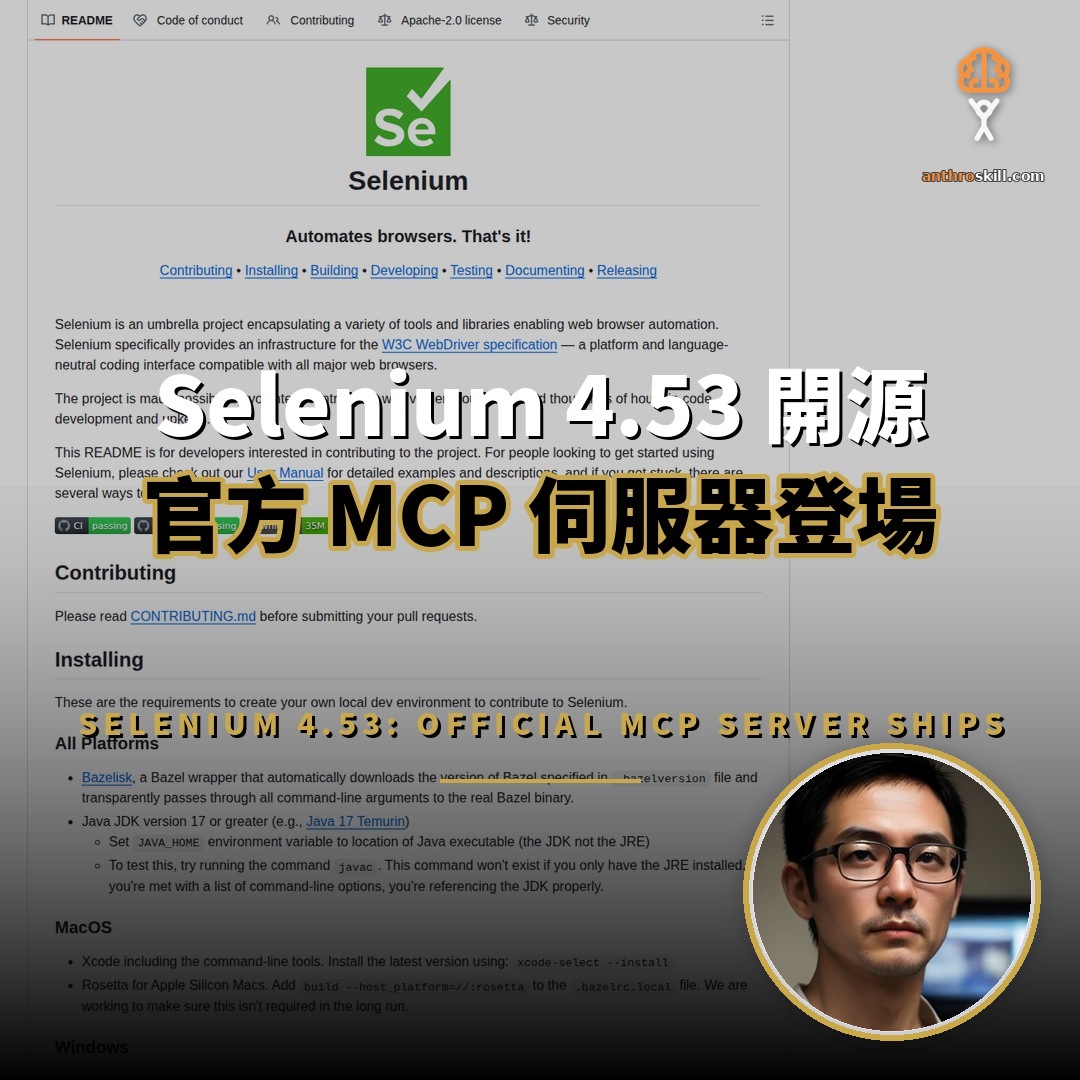 README Code of conduct Contributing Apache-2.0 license Security
anthroskill.com
Se
Selenium
Automates browsers. That's it!
Contributing • Installing • Building • Developing • Testing • Documenting • Releasing
Selenium is an umbrella project encapsulating a variety of tools and libraries enabling web browser automation.
Selenium specifically provides an infrastructure for the W3C WebDriver specification — a platform and language-
neutral coding interface compatible with all major web browsers.
The project is
Selenium 4.53 開源
development and
This README is for developers interested in contributing to the project. For people looking to get started using
Selenium, please check out our User Manual for detailed examples and descriptions, and if you get stuck, there are
several ways to
官方 MCP 伺服器登場
CI passing 35M
Contributing
Please read CONTRIBUTING.md before submitting your pull requests.
Installing
These are the requirements to create your own local dev environment to contribute to Selenium.
SELENIUM 4.53: OFFICIAL MCP SERVER SHIPS
All Platforms
• Bazelisk, a Bazel wrapper that automatically downloads the version of Bazel specified in .bazelversion file and
transparently passes through all command-line arguments to the real Bazel binary.
• Java JDK version 17 or greater (e.g., Java 17 Temurin)
◦ Set JAVA_HOME environment variable to location of Java executable (the JDK not the JRE)
◦ To test this, try running the command javac. This command won't exist if you only have the JRE installed;
you're met with a list of command-line options, you're referencing the JDK properly.
MacOS
• Xcode including the command-line tools. Install the latest version using: xcode-select --install
• Rosetta for Apple Silicon Macs. Add build --host_platform=//:rosetta to the .bazelrc.local file. We are
working to make sure this isn't required in the long run.
Windows